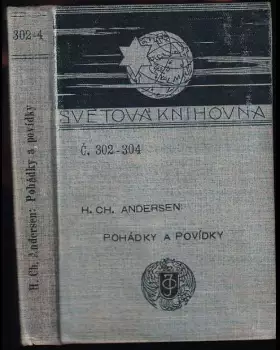 302-4
H. Ch. Andersen: Pohádky a povídky
SVĚTOVÁ KNIHOVNA
Č. 302-304
H. CH. ANDERSEN:
POHÁDKY A POVÍDKY